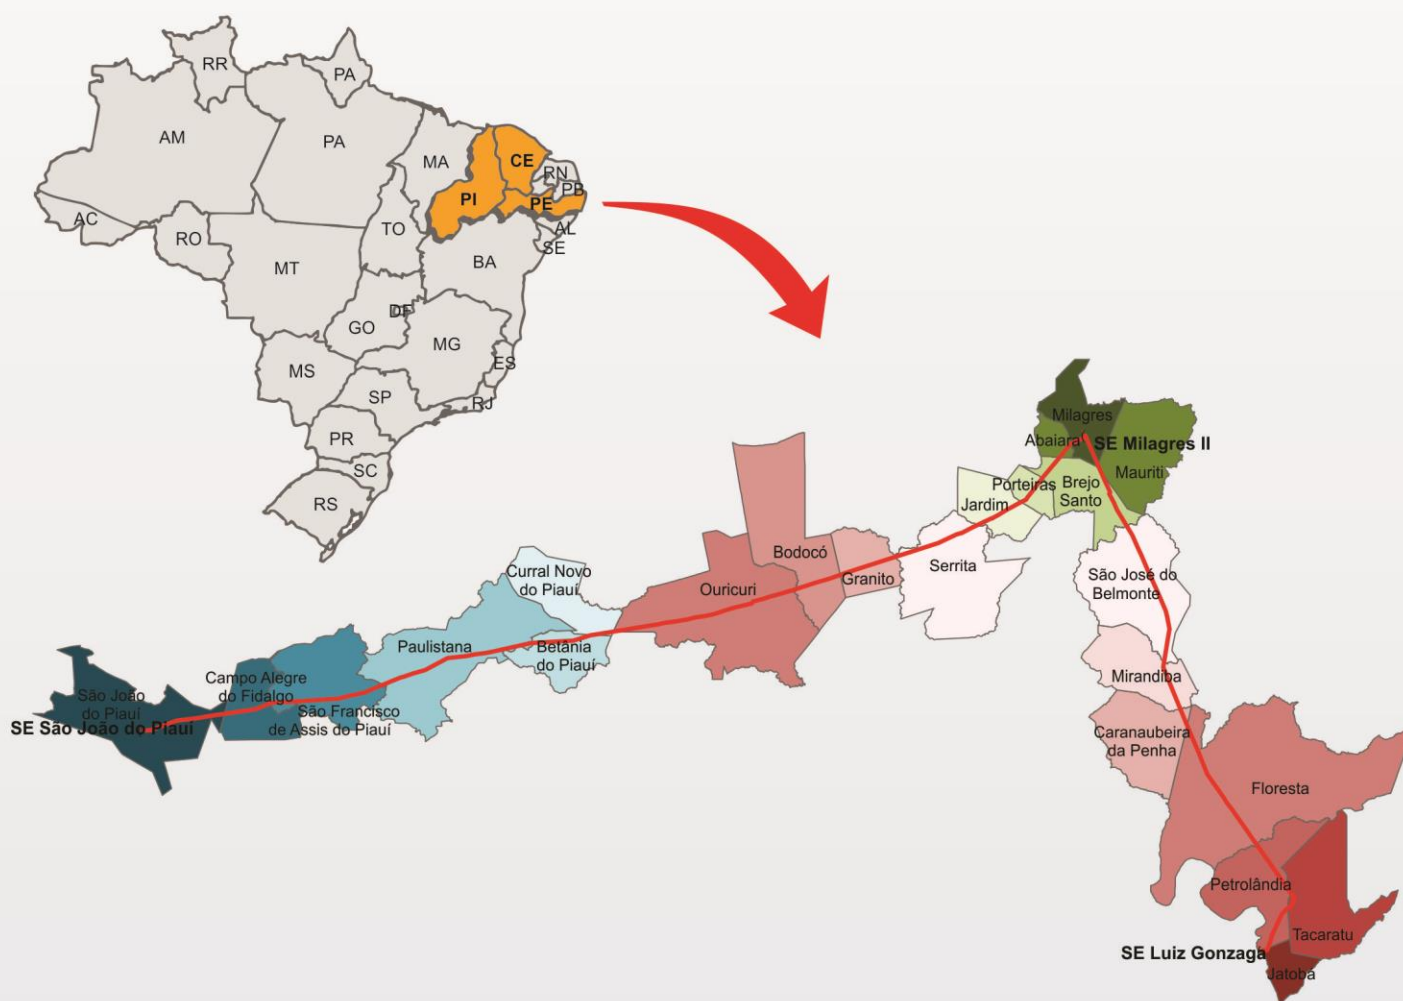 RR
PA
AM
PA
MA
CE
RN
PB
PI
PE
AC
TO
AL
RO
SE
MT
BA
DF
GO
MG
ES
MS
SP
RJ
PR
SC
RS
Milagres
Abaiara
SE Milagres II
Mauriti
Porteiras
Brejo
Santo
Jardim
Bodocó
Granito
Serrita
Curral Novo
do Piauí
Ouricuri
São José do
Belmonte
Paulistana
Betânia
do Piauí
Campo Alegre
do Fidalgo
São João
do Piauí
São Francisco
de Assis do Piauí
SE São João do Piauí
Mirandiba
Caranaubeira
da Penha
Floresta
Petrolândia
Tacaratu
SE Luiz Gonzaga
Jatobá